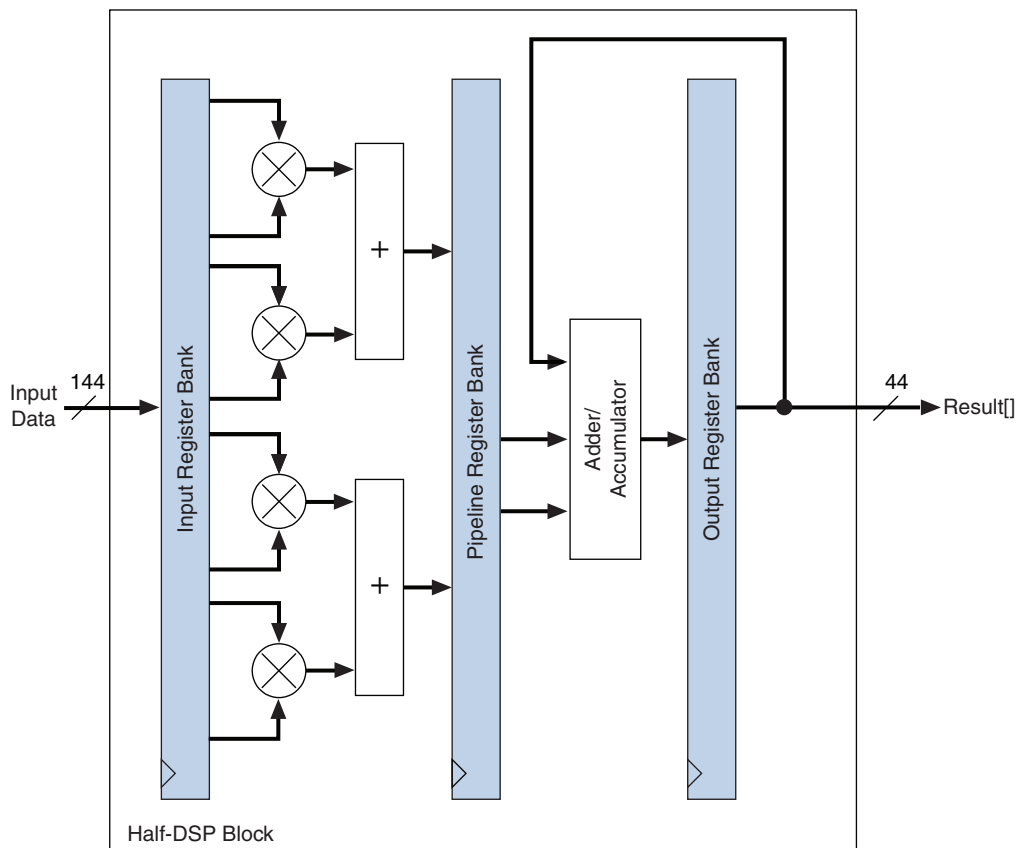 Input
Data
144
Input Register Bank
+
+
Pipeline Register Bank
Adder/
Accumulator
Output Register Bank
44
Result[]
Half-DSP Block